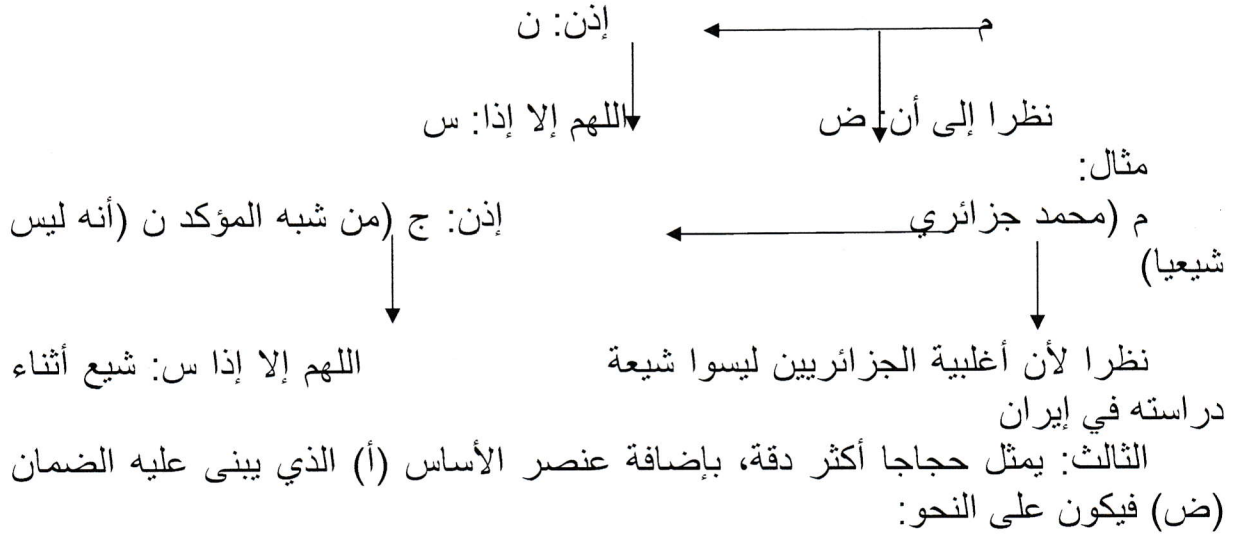 م إذن: ن
نظرا إلى أن: ض اللهم إلا إذا: س
مثال:
م (محمد جزائري إذن: ج (من شبه المؤكد ن (أنه ليس
شيعيا)
نظرا لأن أغلبية الجزائريين ليسوا شيعة اللهم إلا إذا س: شيع أثناء
دراسته في إيران
الثالث: يمثل حجاجا أكثر دقة، بإضافة عنصر الأساس (أ) الذي يبنى عليه الضمان
(ض) فيكون على النحو: